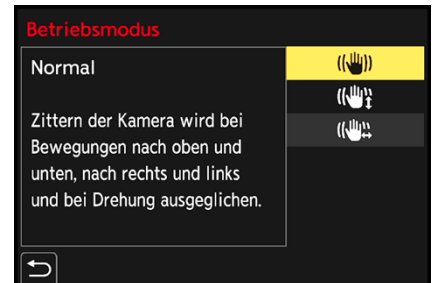 Betriebsmodus
Normal
Zittern der Kamera wird bei
Bewegungen nach oben und
unten, nach rechts und links
und bei Drehung ausgeglichen.